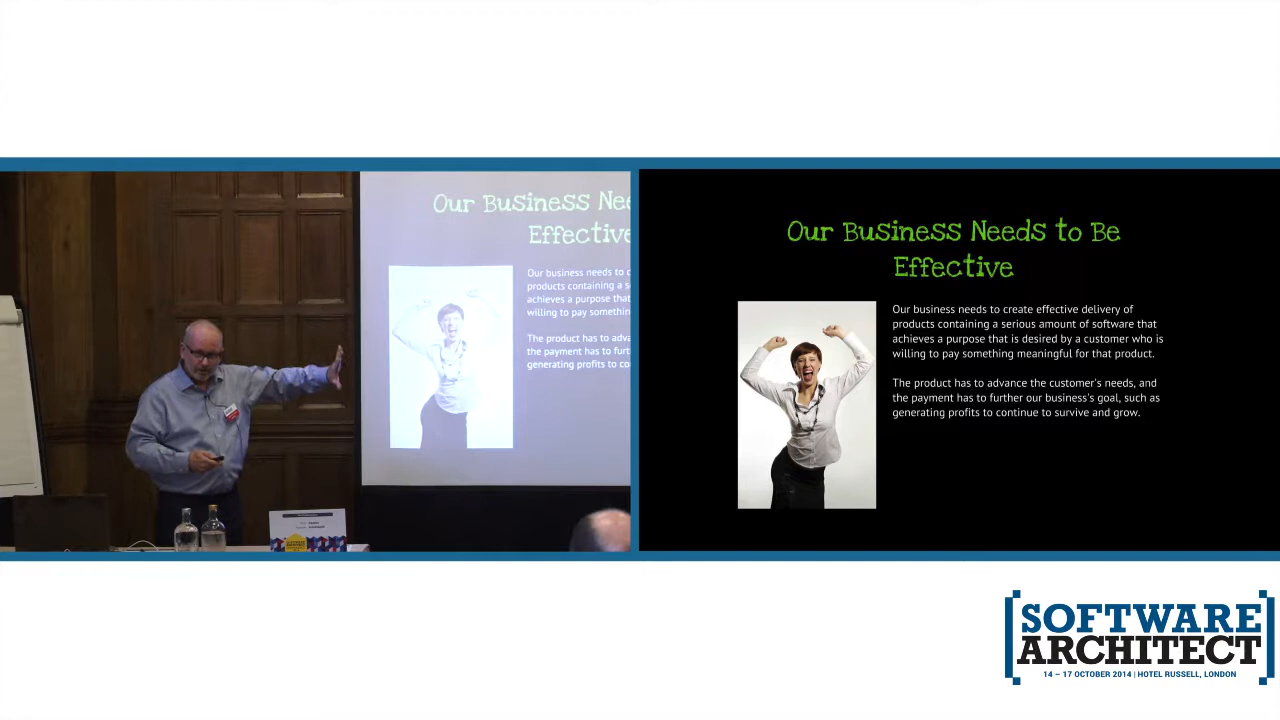 Our Business Nee
Effective
Our business needs to c
products containing a s
achieves a purpose that
willing to pay somethin
The product has to adva
the payment has to furt
generating profits to co
Our Business Needs to Be
Effective
Our business needs to create effective delivery of
products containing a serious amount of software that
achieves a purpose that is desired by a customer who is
willing to pay something meaningful for that product.
The product has to advance the customer's needs, and
the payment has to further our business's goal, such as
generating profits to continue to survive and grow.
[SOFTWARE
ARCHITECT]
14 – 17 OCTOBER 2014 | HOTEL RUSSELL, LONDON